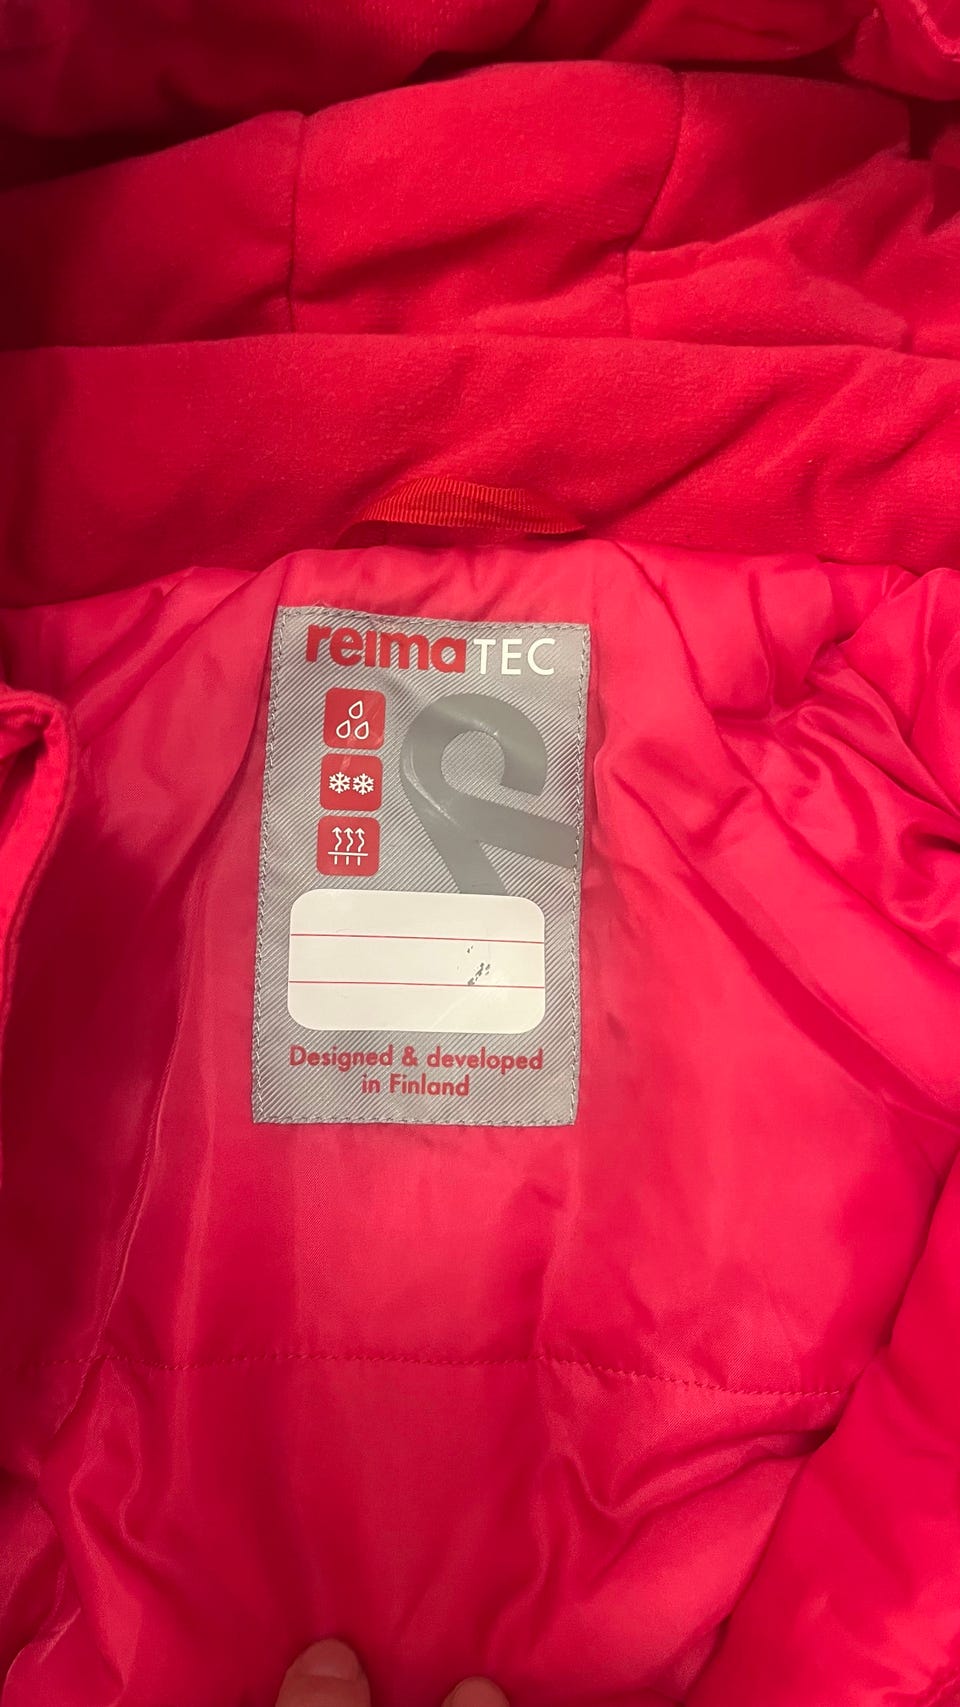 reimaTEC
Designed & developed
in Finland